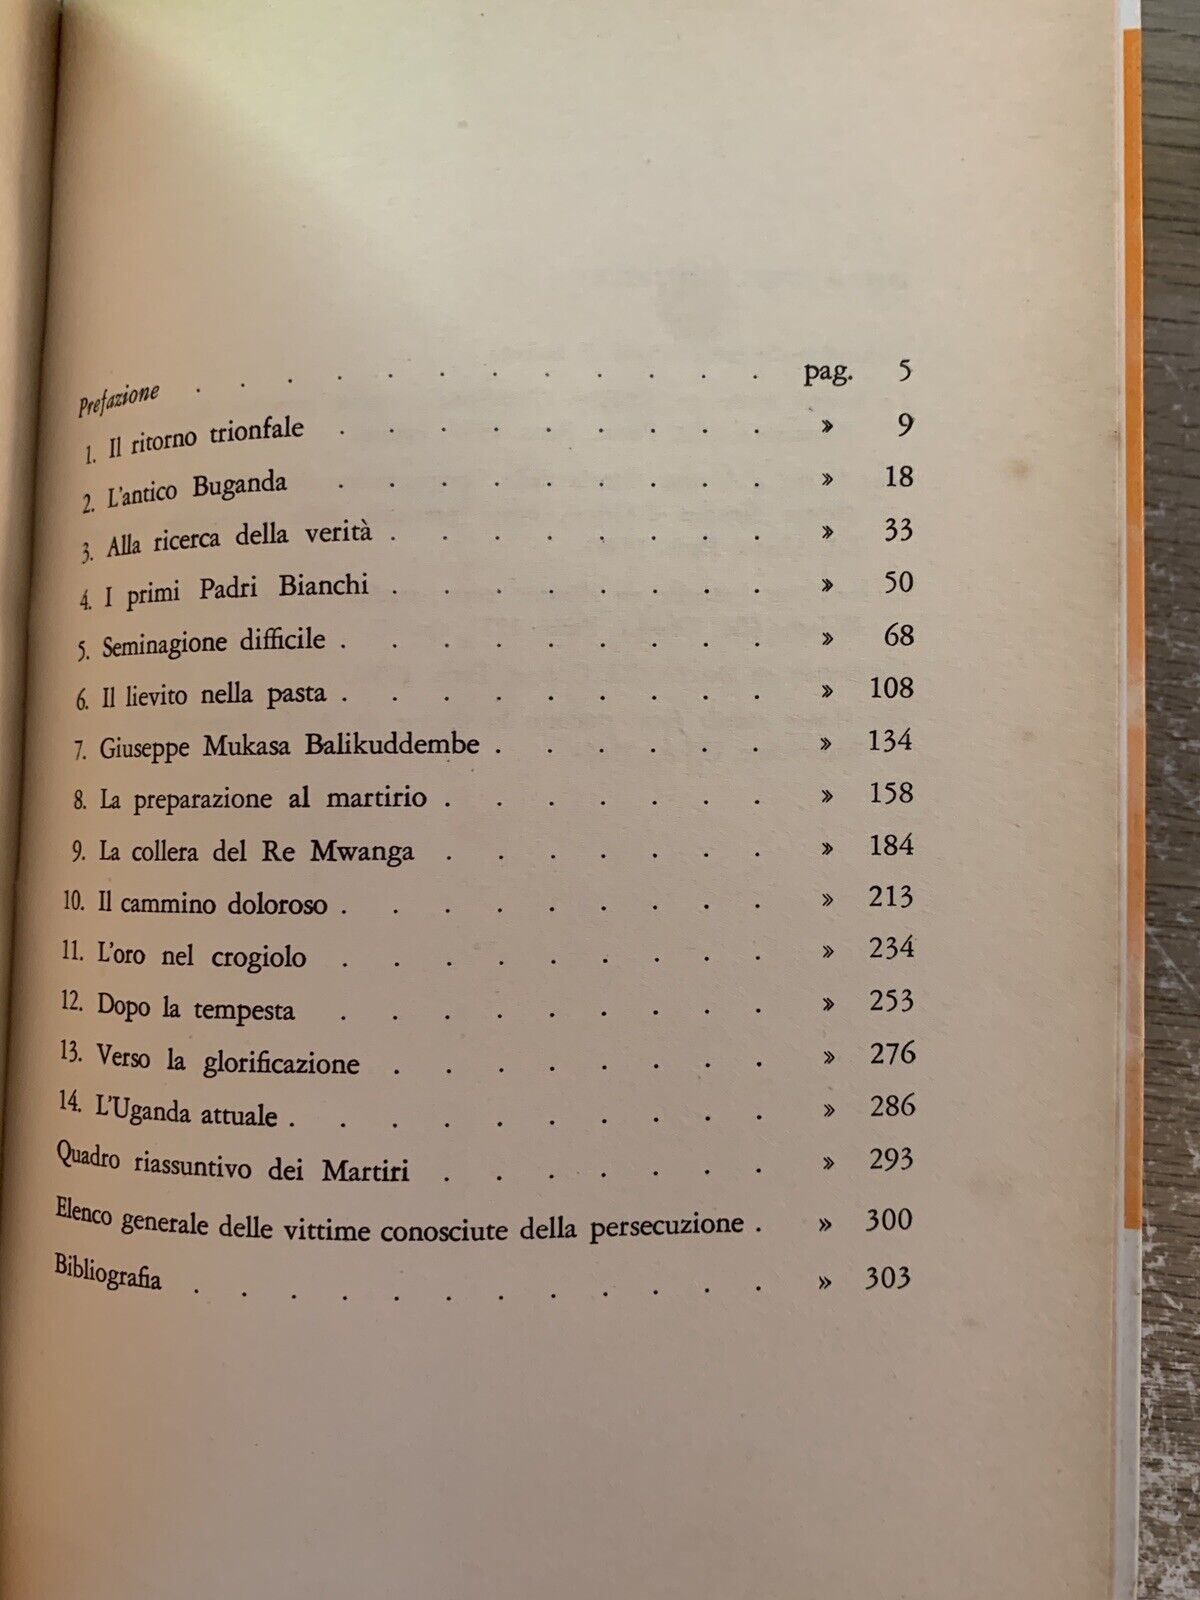 Prefazione . . . . . . . . . . . . pag. 5
1. Il ritorno trionfale . . . . . . . . . » 9
2. L'antico Buganda . . . . . . . . . » 18
3. Alla ricerca della verità . . . . . . . . » 33
4. I primi Padri Bianchi . . . . . . . . » 50
5. Seminagione difficile . . . . . . . . . » 68
6. Il lievito nella pasta . . . . . . . . . » 108
7. Giuseppe Mukasa Balikuddembe . . . . . . » 134
8. La preparazione al martirio . . . . . . . » 158
9. La collera del Re Mwanga . . . . . . . » 184
10. Il cammino doloroso . . . . . . . . . » 213
11. L'oro nel crogiolo . . . . . . . . . » 234
12. Dopo la tempesta . . . . . . . . . » 253
13. Verso la glorificazione . . . . . . . . » 276
14. L'Uganda attuale . . . . . . . . . . » 286
Quadro riassuntivo dei Martiri . . . . . . . » 293
Elenco generale delle vittime conosciute della persecuzione . » 300
Bibliografia . . . . . . . . . . . . » 303